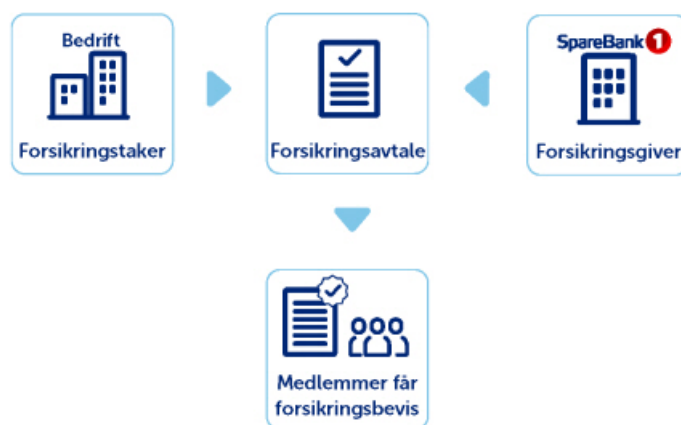 Bedrift
Forsikringstaker
Forsikringsavtale
SpareBank 1
Forsikringsgiver
Medlemmer får
forsikringsbevis